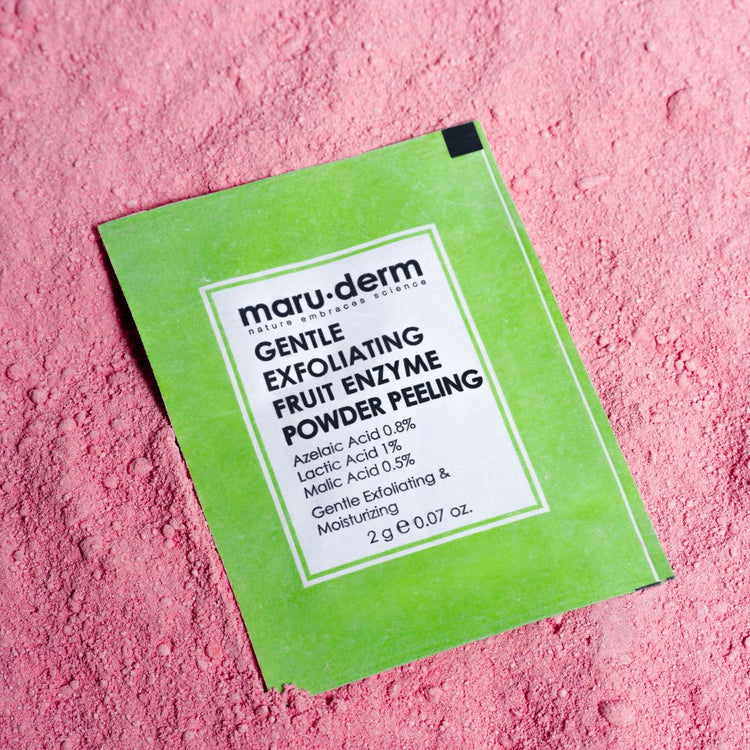 maru·derm
nature embraces science
GENTLE
EXFOLIATING
FRUIT ENZYME
POWDER PEELING
Azelaic Acid 0.8%
Lactic Acid 1%
Malic Acid 0.5%
Gentle Exfoliating &
Moisturizing
2 g e 0.07 oz.